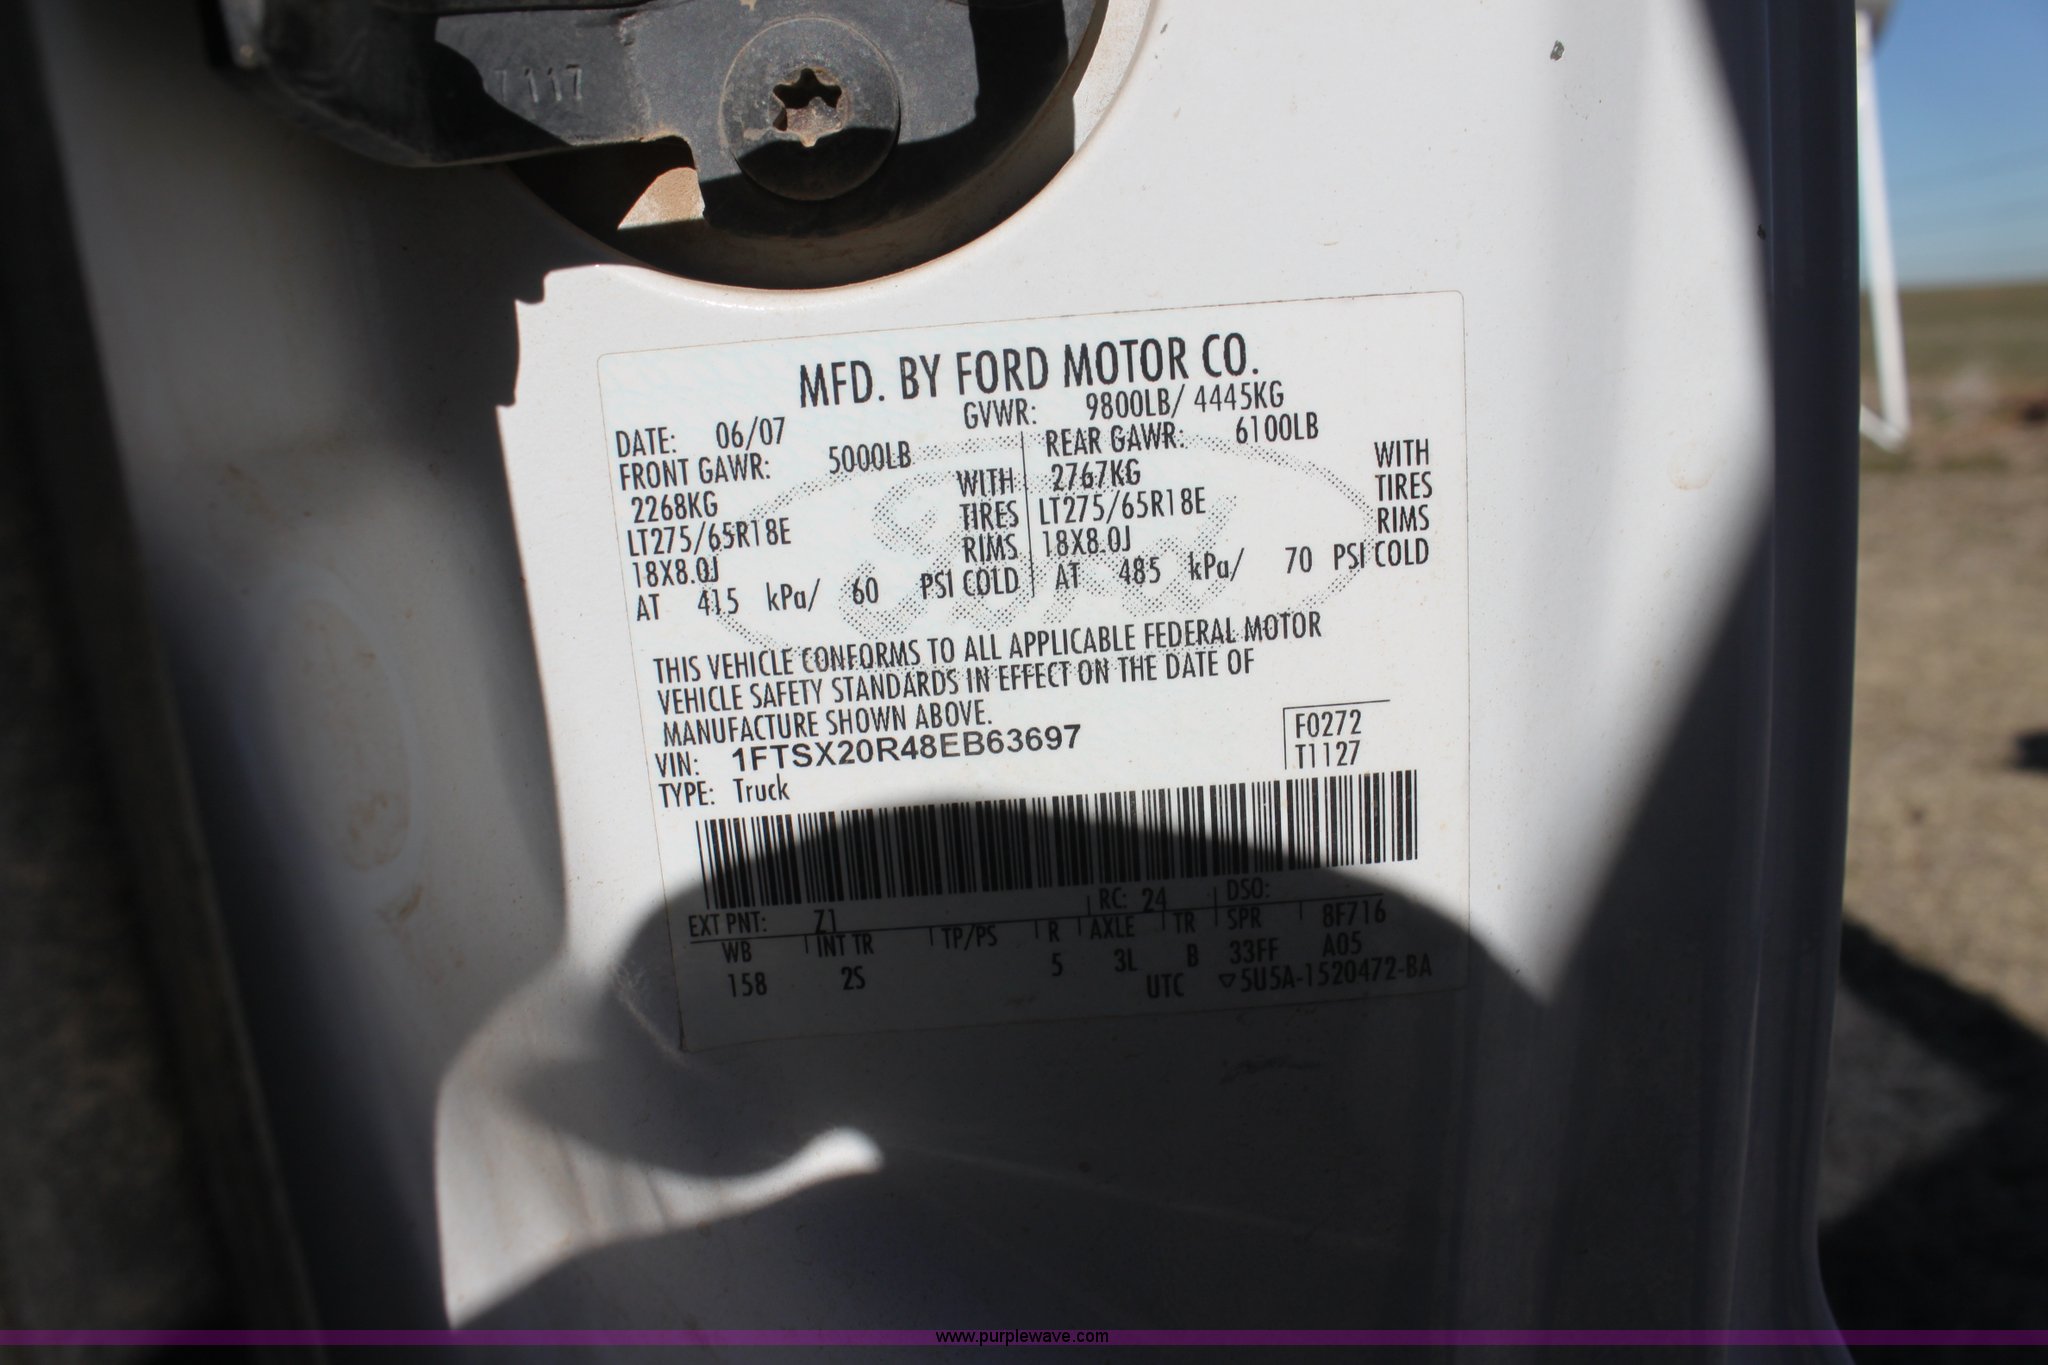 7117
MFD. BY FORD MOTOR CO.
DATE: 06/07 GVWR: 9800LB/ 4445KG
FRONT GAWR: 5000LB REAR GAWR: 6100LB
2268KG WITH 2767KG WITH
LT275/65R18E TIRES LT275/65R18E TIRES
18X8.0J RIMS 18X8.0J RIMS
AT 415 kPa/ 60 PSI COLD AT 485 kPa/ 70 PSI COLD
THIS VEHICLE CONFORMS TO ALL APPLICABLE FEDERAL MOTOR
VEHICLE SAFETY STANDARDS IN EFFECT ON THE DATE OF
MANUFACTURE SHOWN ABOVE.
VIN: 1FTSX20R48EB63697
F0272
TYPE: Truck
T1127
EXT PNT: Z1 RC: 24 DSO:
WB INT TR TP/PS R AXLE TR SPR 8F716
158 2S 5 3L B 33FF A05
UTC ▽5U5A-1520472-BA
www.purplewave.com